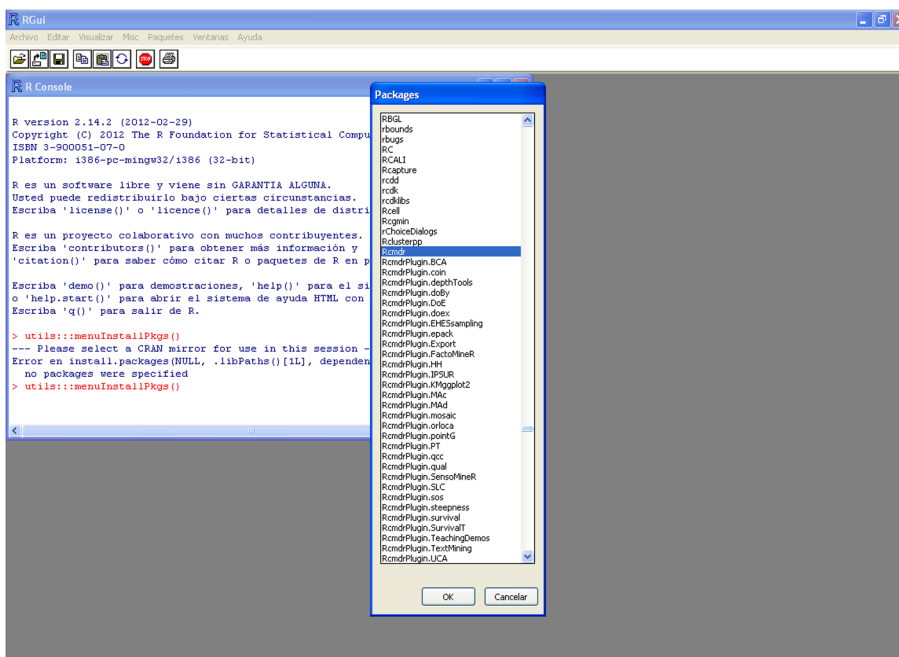 RGui
Archivo Editar Visualizar Misc Paquetes Ventanas Ayuda
STOP
R Console
R version 2.14.2 (2012-02-29)
Copyright (C) 2012 The R Foundation for Statistical Compu
ISBN 3-900051-07-0
Platform: i386-pc-mingw32/i386 (32-bit)
R es un software libre y viene sin GARANTIA ALGUNA.
Usted puede redistribuirlo bajo ciertas circunstancias.
Escriba 'license()' o 'licence()' para detalles de distri
R es un proyecto colaborativo con muchos contribuyentes.
Escriba 'contributors()' para obtener más información y
'citation()' para saber cómo citar R o paquetes de R en p
Escriba 'demo()' para demostraciones, 'help()' para el si
o 'help.start()' para abrir el sistema de ayuda HTML con
Escriba 'q()' para salir de R.
> utils:::menuInstallPkgs()
--- Please select a CRAN mirror for use in this session -
Error en install.packages(NULL, .libPaths()[1L], dependen
no packages were specified
> utils:::menuInstallPkgs()
Packages
RBGL
rbounds
rbugs
RC
RCALI
Rcapture
rcdd
rcdk
rcdklibs
Rcell
Rcgmin
rChoiceDialogs
Rclusterpp
Rcmdr
RcmdrPlugin.BCA
RcmdrPlugin.coin
RcmdrPlugin.depthTools
RcmdrPlugin.doBy
RcmdrPlugin.DoE
RcmdrPlugin.doex
RcmdrPlugin.EHESsampling
RcmdrPlugin.epack
RcmdrPlugin.Export
RcmdrPlugin.FactoMineR
RcmdrPlugin.HH
RcmdrPlugin.IPSUR
RcmdrPlugin.KMggplot2
RcmdrPlugin.MAc
RcmdrPlugin.MAd
RcmdrPlugin.mosaic
RcmdrPlugin.orloca
RcmdrPlugin.pointG
RcmdrPlugin.PT
RcmdrPlugin.qcc
RcmdrPlugin.qual
RcmdrPlugin.SensoMineR
RcmdrPlugin.SLC
RcmdrPlugin.sos
RcmdrPlugin.steepness
RcmdrPlugin.survival
RcmdrPlugin.SurvivalT
RcmdrPlugin.TeachingDemos
RcmdrPlugin.TextMining
RcmdrPlugin.UCA
OK Cancelar